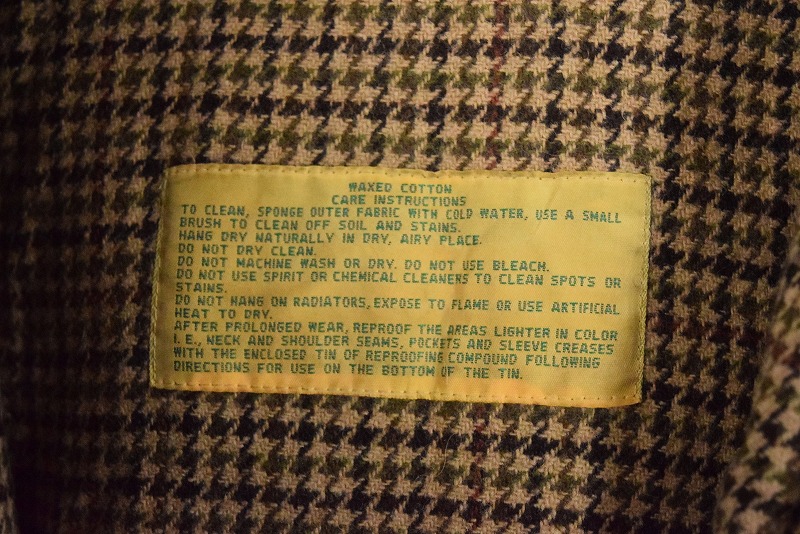 WAXED COTTON
CARE INSTRUCTIONS
TO CLEAN, SPONGE OUTER FABRIC WITH COLD WATER, USE A SMALL
BRUSH TO CLEAN OFF SOIL AND STAINS.
HANG DRY NATURALLY IN DRY, AIRY PLACE.
DO NOT DRY CLEAN.
DO NOT MACHINE WASH OR DRY. DO NOT USE BLEACH.
DO NOT USE SPIRIT OR CHEMICAL CLEANERS TO CLEAN SPOTS OR
STAINS.
DO NOT HANG ON RADIATORS, EXPOSE TO FLAME OR USE ARTIFICIAL
HEAT TO DRY.
AFTER PROLONGED WEAR, REPROOF THE AREAS LIGHTER IN COLOR
I.E., NECK AND SHOULDER SEAMS, POCKETS AND SLEEVE CREASES
WITH THE ENCLOSED TIN OF REPROOFING COMPOUND FOLLOWING
DIRECTIONS FOR USE ON THE BOTTOM OF THE TIN.